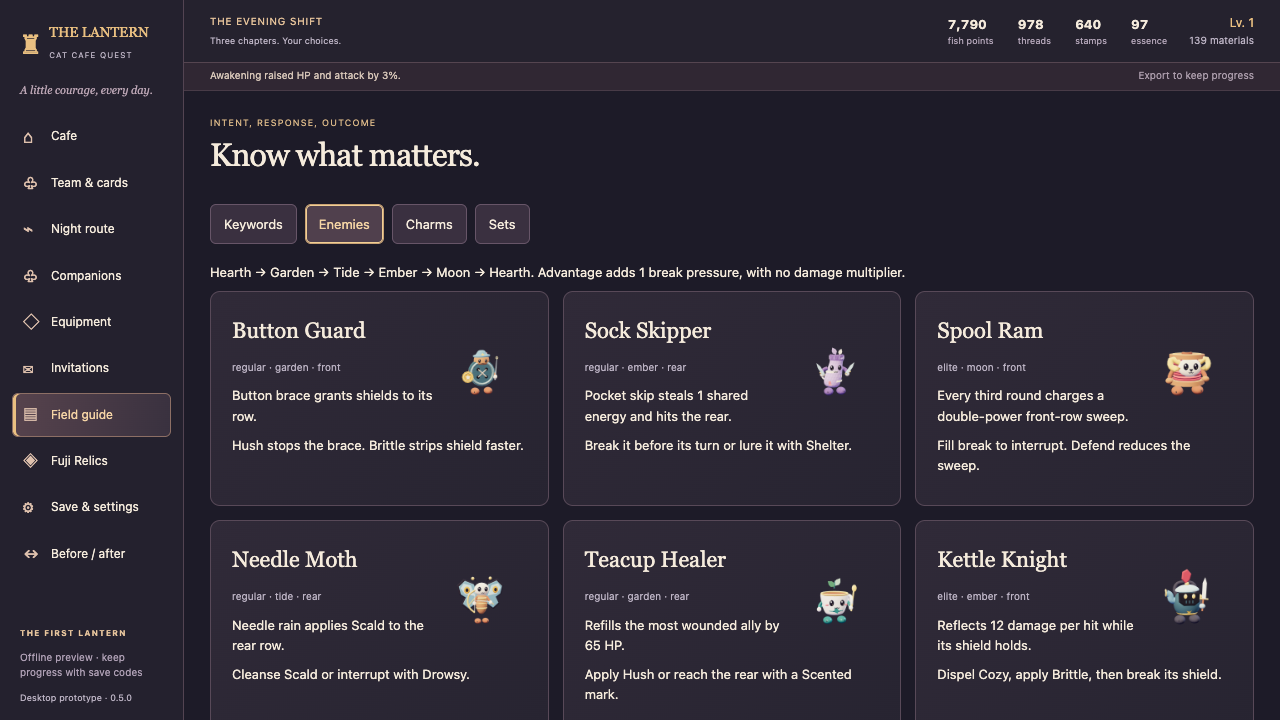 THE LANTERN
CAT CAFE QUEST
A little courage, every day.
Cafe
Team & cards
Night route
Companions
Equipment
Invitations
Field guide
Fuji Relics
Save & settings
Before / after
THE FIRST LANTERN
Offline preview · keep
progress with save codes
Desktop prototype · 0.5.0
THE EVENING SHIFT
Three chapters. Your choices.
7,790
fish points
978
threads
640
stamps
97
essence
Lv. 1
139 materials
Awakening raised HP and attack by 3%.
Export to keep progress
INTENT, RESPONSE, OUTCOME
Know what matters.
Keywords
Enemies
Charms
Sets
Hearth → Garden → Tide → Ember → Moon → Hearth. Advantage adds 1 break pressure, with no damage multiplier.
Button Guard
regular · garden · front
Button brace grants shields to its
row.
Hush stops the brace. Brittle strips shield faster.
Sock Skipper
regular · ember · rear
Pocket skip steals 1 shared
energy and hits the rear.
Break it before its turn or lure it with Shelter.
Spool Ram
elite · moon · front
Every third round charges a
double-power front-row sweep.
Fill break to interrupt. Defend reduces the
sweep.
Needle Moth
regular · tide · rear
Needle rain applies Scald to the
rear row.
Cleanse Scald or interrupt with Drowsy.
Teacup Healer
regular · garden · rear
Refills the most wounded ally by
65 HP.
Apply Hush or reach the rear with a Scented
mark.
Kettle Knight
elite · ember · front
Reflects 12 damage per hit while
its shield holds.
Dispel Cozy, apply Brittle, then break its shield.